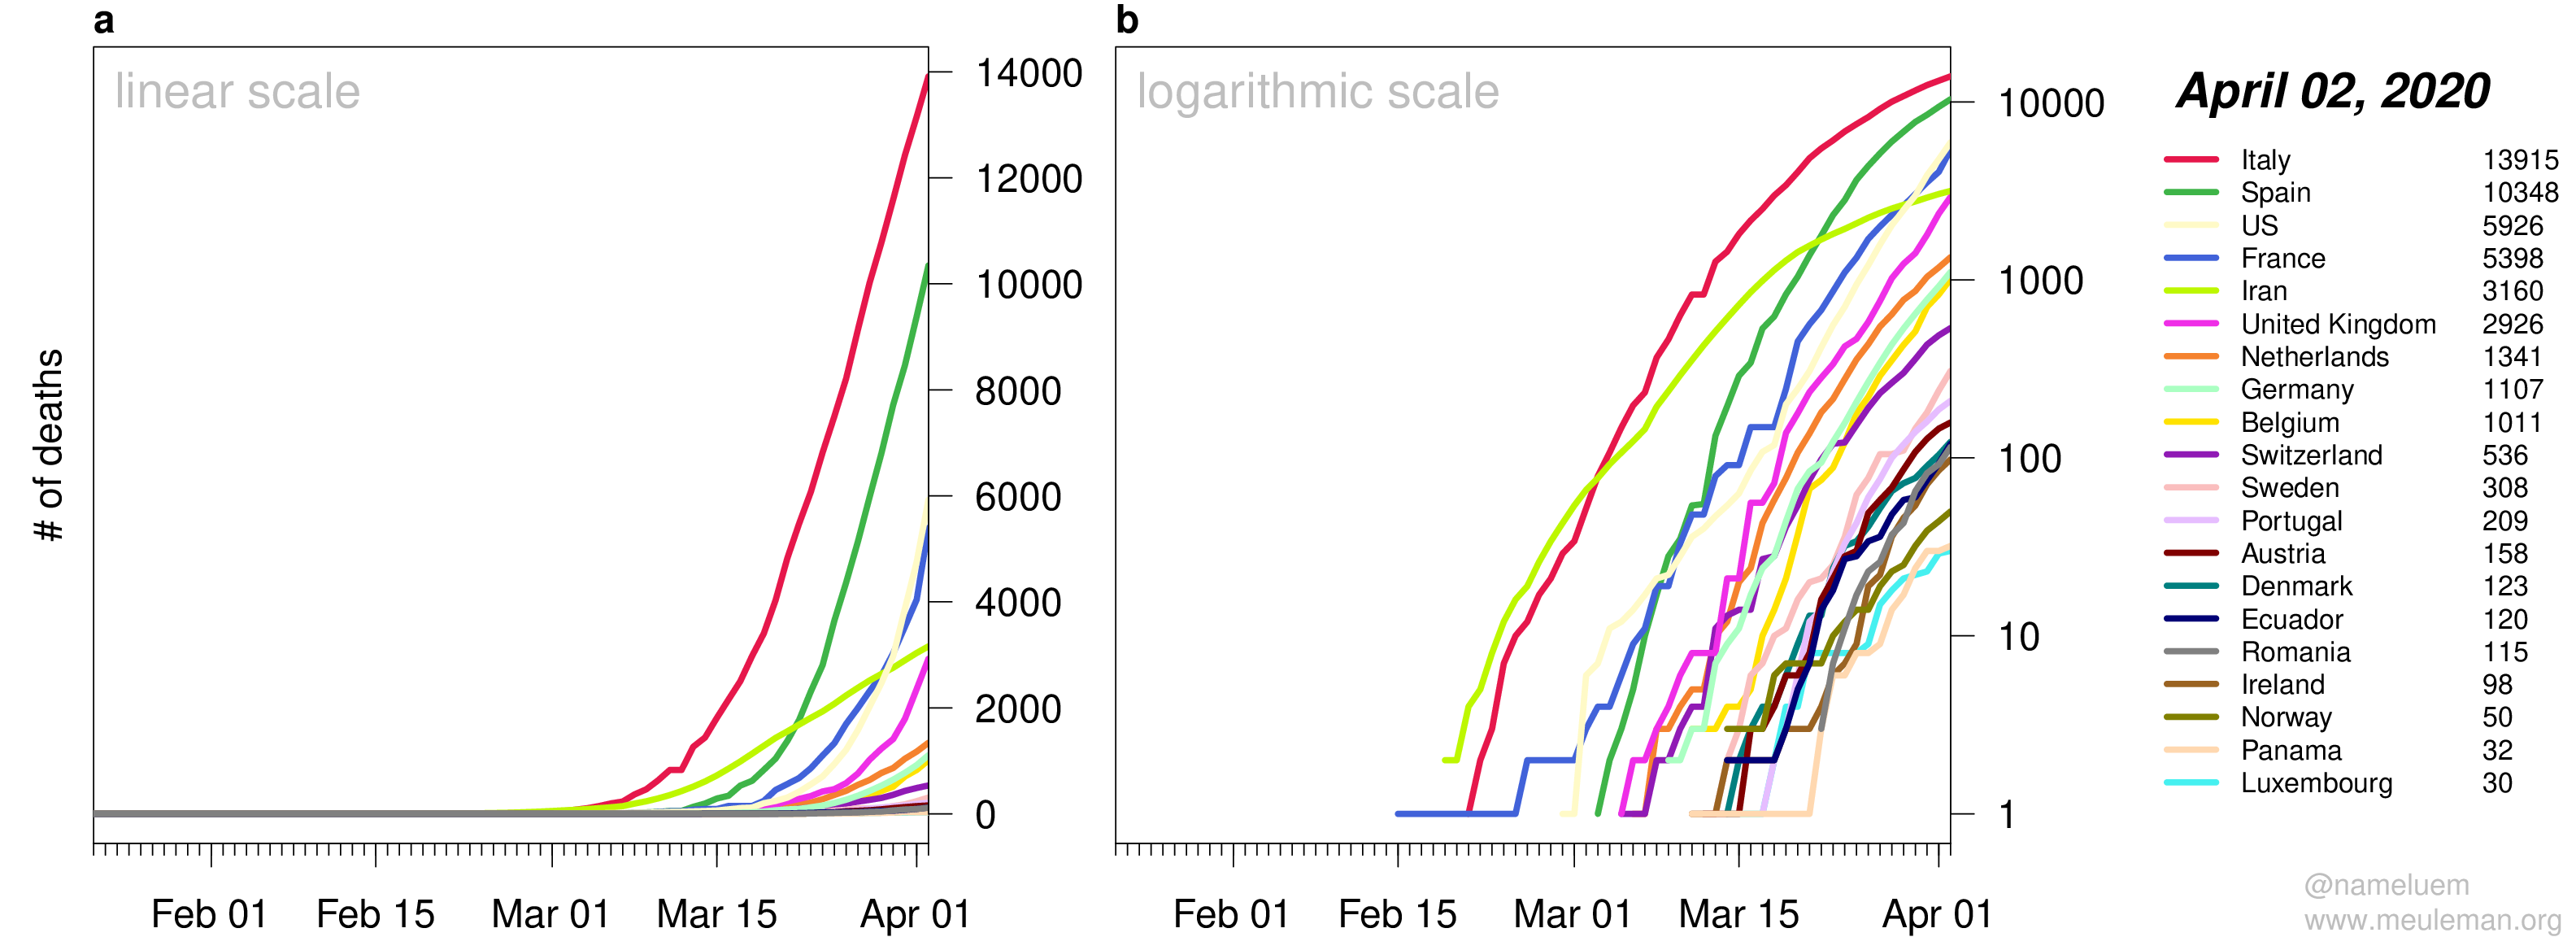 a
linear scale
# of deaths
14000
12000
10000
8000
6000
4000
2000
0
Feb 01 Feb 15 Mar 01 Mar 15 Apr 01
b
logarithmic scale
10000
1000
100
10
1
Feb 01 Feb 15 Mar 01 Mar 15 Apr 01
April 02, 2020
Italy 13915
Spain 10348
US 5926
France 5398
Iran 3160
United Kingdom 2926
Netherlands 1341
Germany 1107
Belgium 1011
Switzerland 536
Sweden 308
Portugal 209
Austria 158
Denmark 123
Ecuador 120
Romania 115
Ireland 98
Norway 50
Panama 32
Luxembourg 30
@nameluem
www.meuleman.org